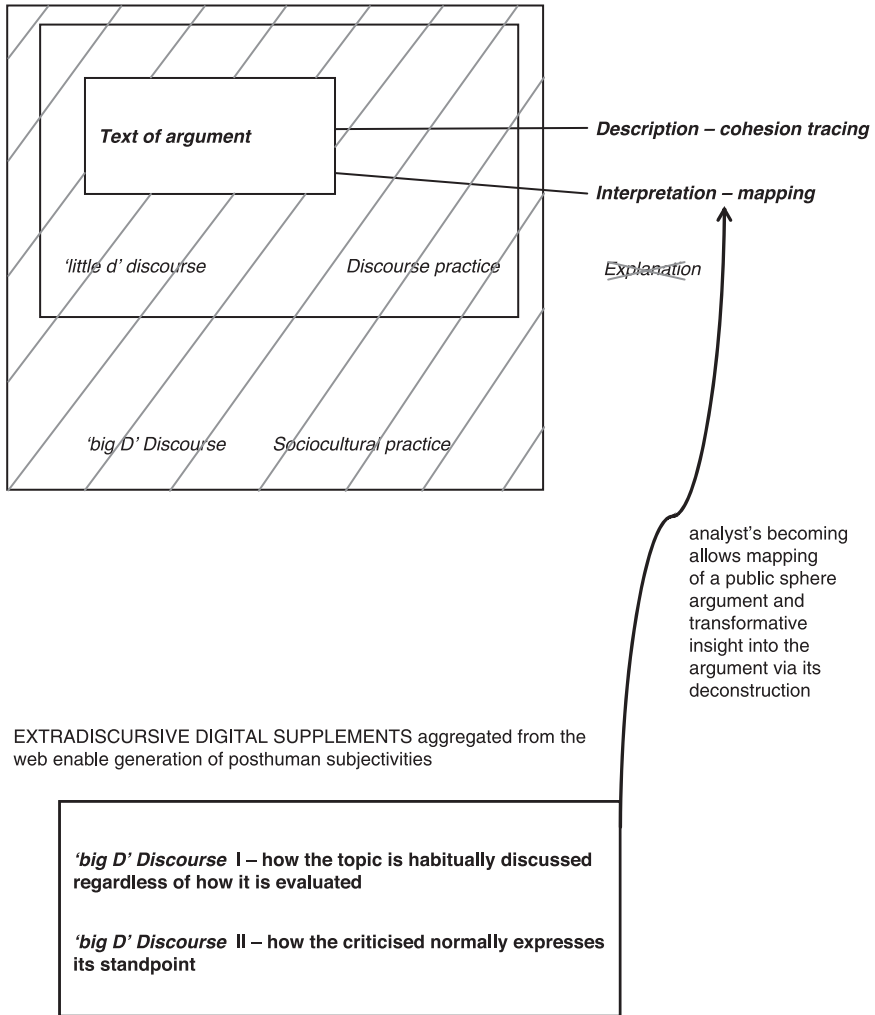 Text of argument
Description – cohesion tracing
Interpretation – mapping
'little d' discourse
Discourse practice
Explanation
'big D' Discourse
Sociocultural practice
analyst's becoming
allows mapping
of a public sphere
argument and
transformative
insight into the
argument via its
deconstruction
EXTRADISCURSIVE DIGITAL SUPPLEMENTS aggregated from the
web enable generation of posthuman subjectivities
'big D' Discourse I – how the topic is habitually discussed
regardless of how it is evaluated
'big D' Discourse II – how the criticised normally expresses
its standpoint